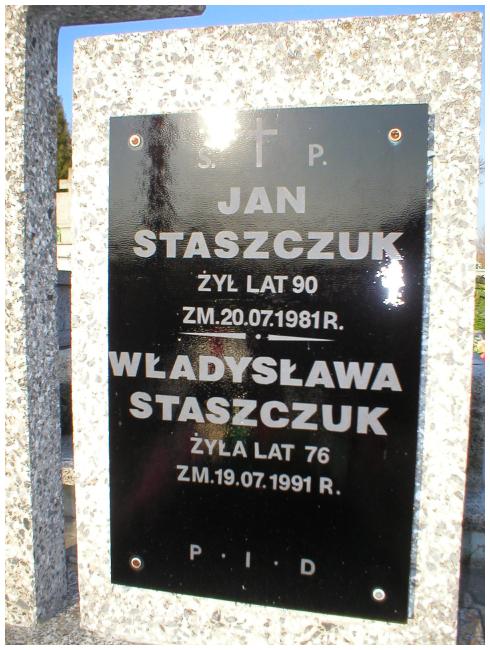 Ś. P.
JAN
STASZCZUK
ŻYŁ LAT 90
ZM.20.07.1981 R.
WŁADYSŁAWA
STASZCZUK
ŻYŁA LAT 76
ZM.19.07.1991 R.
P · I · D